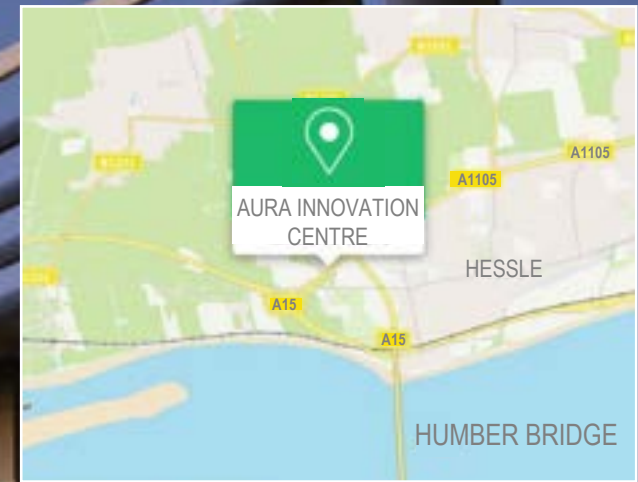 A1105
A1105
AURA INNOVATION
CENTRE
HESSLE
A15
A15
HUMBER BRIDGE